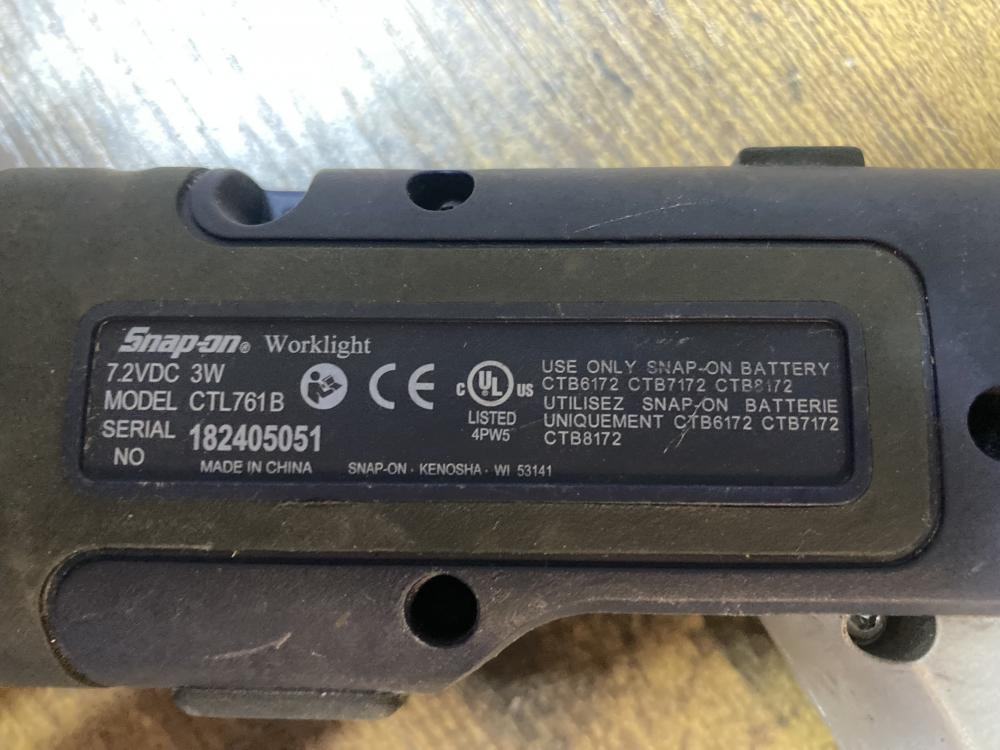 Snap-on® Worklight
7.2VDC 3W
MODEL CTL761B
SERIAL 182405051
NO
MADE IN CHINA
SNAP-ON · KENOSHA · WI 53141
CE
C UL US
LISTED
4PW5
USE ONLY SNAP-ON BATTERY
CTB6172 CTB7172 CTB8172
UTILISEZ SNAP-ON BATTERIE
UNIQUEMENT CTB6172 CTB7172
CTB8172